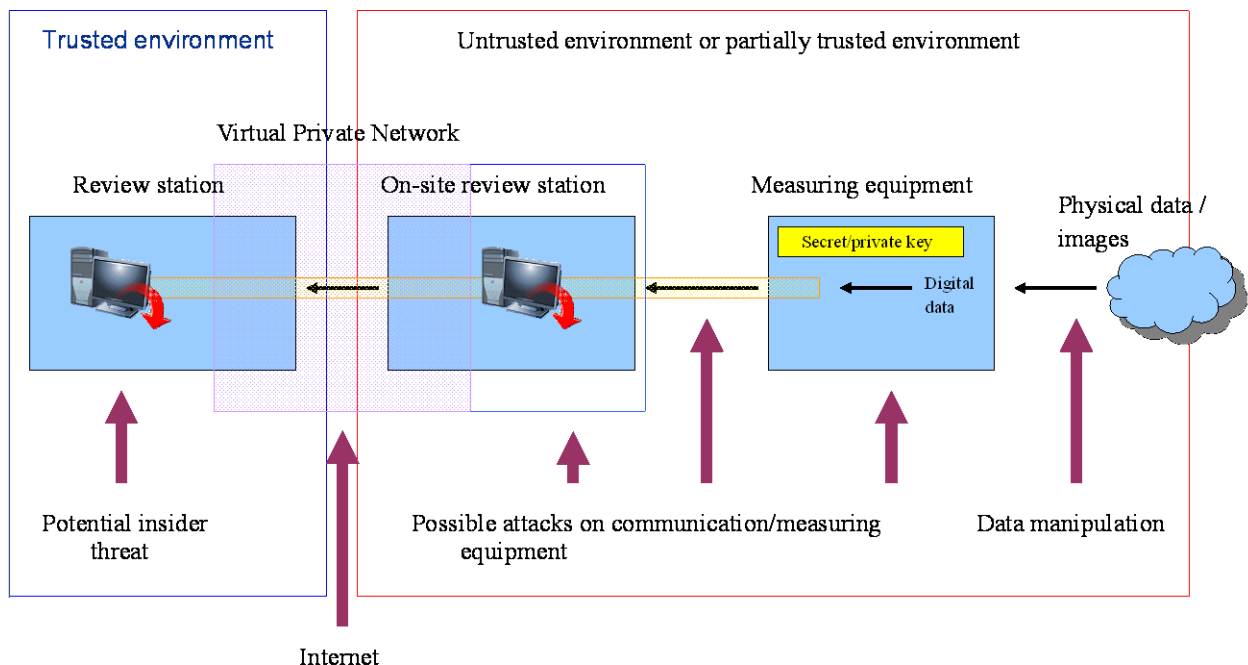 Trusted environment
Untrusted environment or partially trusted environment
Virtual Private Network
Review station
On-site review station
Measuring equipment
Physical data /
images
Secret/private key
Digital
data
Potential insider
threat
Possible attacks on communication/measuring
equipment
Data manipulation
Internet